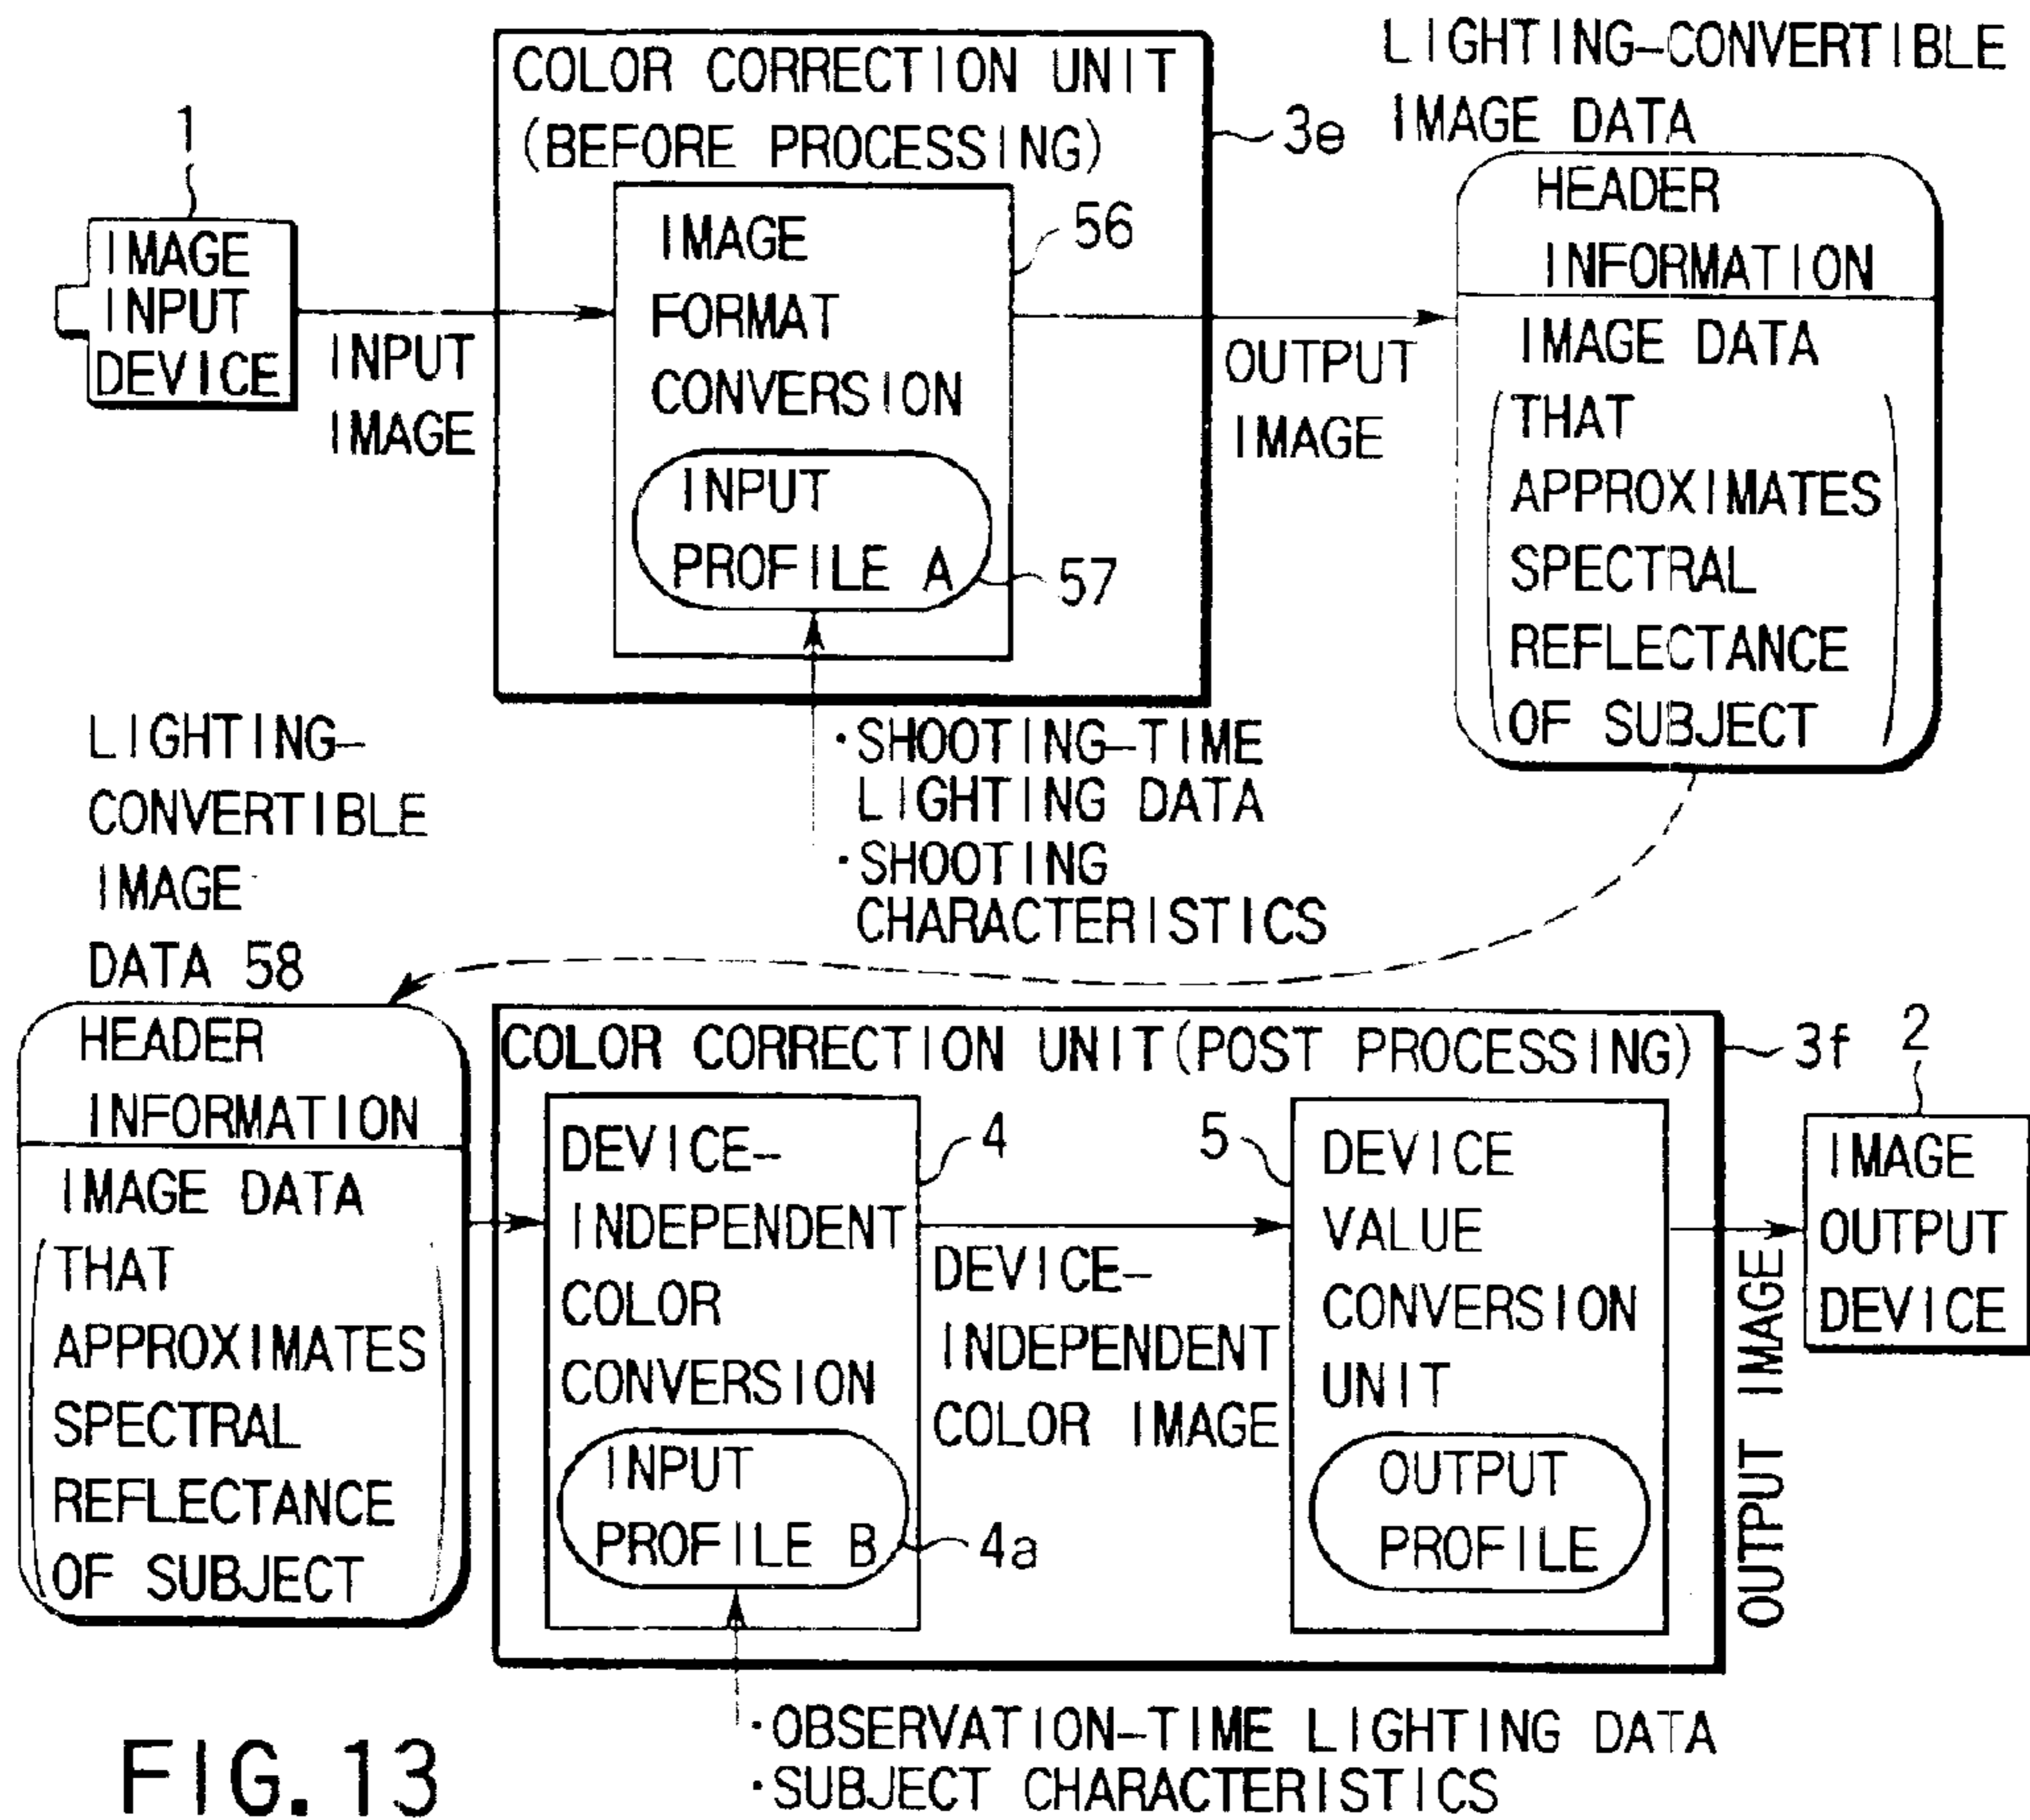 1
IMAGE
INPUT
DEVICE
INPUT
IMAGE
COLOR CORRECTION UNIT
(BEFORE PROCESSING)
3e
IMAGE
FORMAT
CONVERSION
56
INPUT
PROFILE A
57
OUTPUT
IMAGE
LIGHTING-CONVERTIBLE
IMAGE DATA
HEADER
INFORMATION
IMAGE DATA
(THAT
APPROXIMATES
SPECTRAL
REFLECTANCE
OF SUBJECT)
·SHOOTING-TIME
LIGHTING DATA
·SHOOTING
CHARACTERISTICS
LIGHTING-
CONVERTIBLE
IMAGE
DATA 58
HEADER
INFORMATION
IMAGE DATA
(THAT
APPROXIMATES
SPECTRAL
REFLECTANCE
OF SUBJECT)
COLOR CORRECTION UNIT(POST PROCESSING)
3f
DEVICE-
INDEPENDENT
COLOR
CONVERSION
4
INPUT
PROFILE B
4a
DEVICE-
INDEPENDENT
COLOR IMAGE
5
DEVICE
VALUE
CONVERSION
UNIT
OUTPUT
PROFILE
OUTPUT IMAGE
2
IMAGE
OUTPUT
DEVICE
·OBSERVATION-TIME LIGHTING DATA
·SUBJECT CHARACTERISTICS
FIG.13